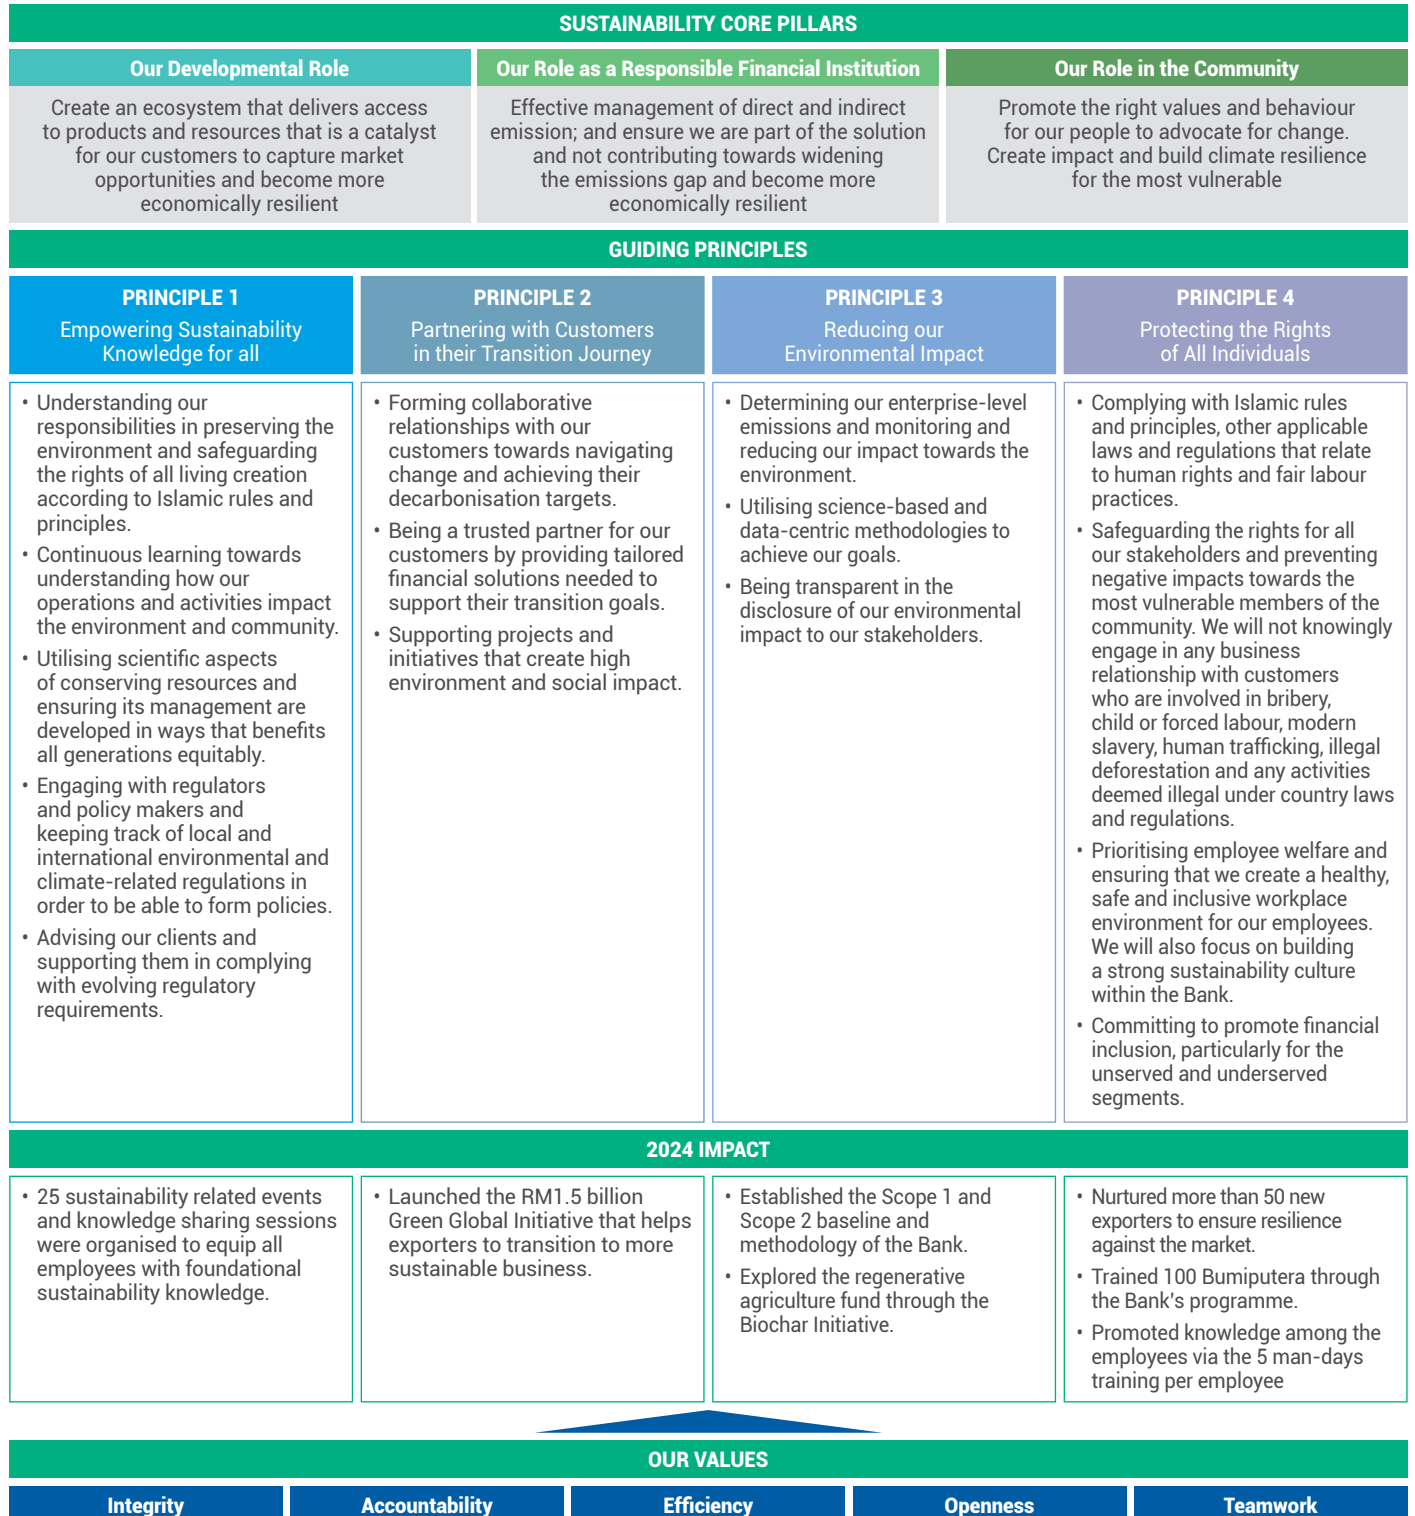 SUSTAINABILITY CORE PILLARS
Our Developmental Role
Create an ecosystem that delivers access
to products and resources that is a catalyst
for our customers to capture market
opportunities and become more
economically resilient
Our Role as a Responsible Financial Institution
Effective management of direct and indirect
emission; and ensure we are part of the solution
and not contributing towards widening
the emissions gap and become more
economically resilient
Our Role in the Community
Promote the right values and behaviour
for our people to advocate for change.
Create impact and build climate resilience
for the most vulnerable
GUIDING PRINCIPLES
PRINCIPLE 1
Empowering Sustainability
Knowledge for all
• Understanding our
responsibilities in preserving the
environment and safeguarding
the rights of all living creation
according to Islamic rules and
principles.
• Continuous learning towards
understanding how our
operations and activities impact
the environment and community.
• Utilising scientific aspects
of conserving resources and
ensuring its management are
developed in ways that benefits
all generations equitably.
• Engaging with regulators
and policy makers and
keeping track of local and
international environmental and
climate-related regulations in
order to be able to form policies.
• Advising our clients and
supporting them in complying
with evolving regulatory
requirements.
PRINCIPLE 2
Partnering with Customers
in their Transition Journey
• Forming collaborative
relationships with our
customers towards navigating
change and achieving their
decarbonisation targets.
• Being a trusted partner for our
customers by providing tailored
financial solutions needed to
support their transition goals.
• Supporting projects and
initiatives that create high
environment and social impact.
PRINCIPLE 3
Reducing our
Environmental Impact
• Determining our enterprise-level
emissions and monitoring and
reducing our impact towards the
environment.
• Utilising science-based and
data-centric methodologies to
achieve our goals.
• Being transparent in the
disclosure of our environmental
impact to our stakeholders.
PRINCIPLE 4
Protecting the Rights
of All Individuals
• Complying with Islamic rules
and principles, other applicable
laws and regulations that relate
to human rights and fair labour
practices.
• Safeguarding the rights for all
our stakeholders and preventing
negative impacts towards the
most vulnerable members of the
community. We will not knowingly
engage in any business
relationship with customers
who are involved in bribery,
child or forced labour, modern
slavery, human trafficking, illegal
deforestation and any activities
deemed illegal under country laws
and regulations.
• Prioritising employee welfare and
ensuring that we create a healthy,
safe and inclusive workplace
environment for our employees.
We will also focus on building
a strong sustainability culture
within the Bank.
• Committing to promote financial
inclusion, particularly for the
unserved and underserved
segments.
2024 IMPACT
• 25 sustainability related events
and knowledge sharing sessions
were organised to equip all
employees with foundational
sustainability knowledge.
• Launched the RM1.5 billion
Green Global Initiative that helps
exporters to transition to more
sustainable business.
• Established the Scope 1 and
Scope 2 baseline and
methodology of the Bank.
• Explored the regenerative
agriculture fund through the
Biochar Initiative.
• Nurtured more than 50 new
exporters to ensure resilience
against the market.
• Trained 100 Bumiputera through
the Bank's programme.
• Promoted knowledge among the
employees via the 5 man-days
training per employee
OUR VALUES
Integrity
Accountability
Efficiency
Openness
Teamwork